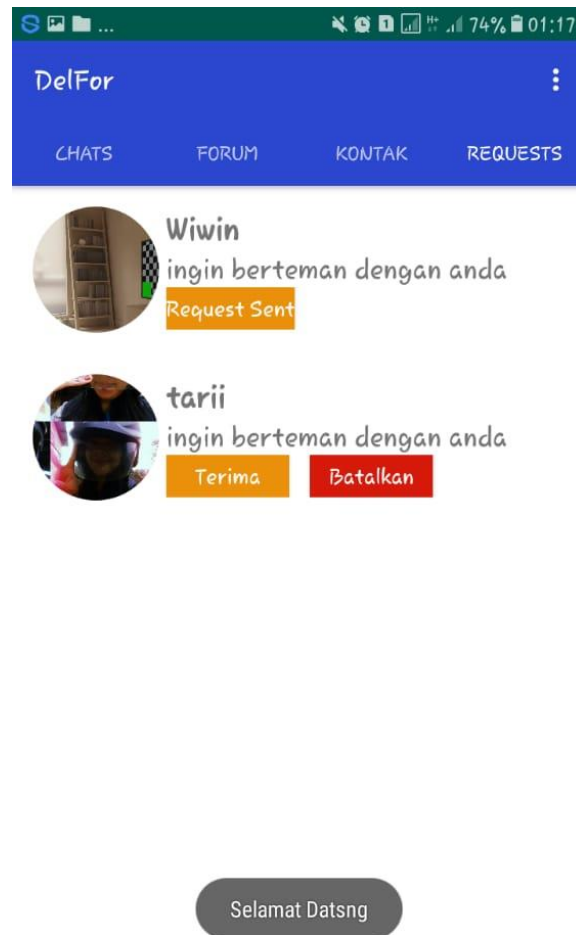 ... 74% 01:17
DelFor
CHATS FORUM KONTAK REQUESTS
Wiwin
ingin berteman dengan anda
Request Sent
tarii
ingin berteman dengan anda
Terima Batalkan
Selamat Datsng